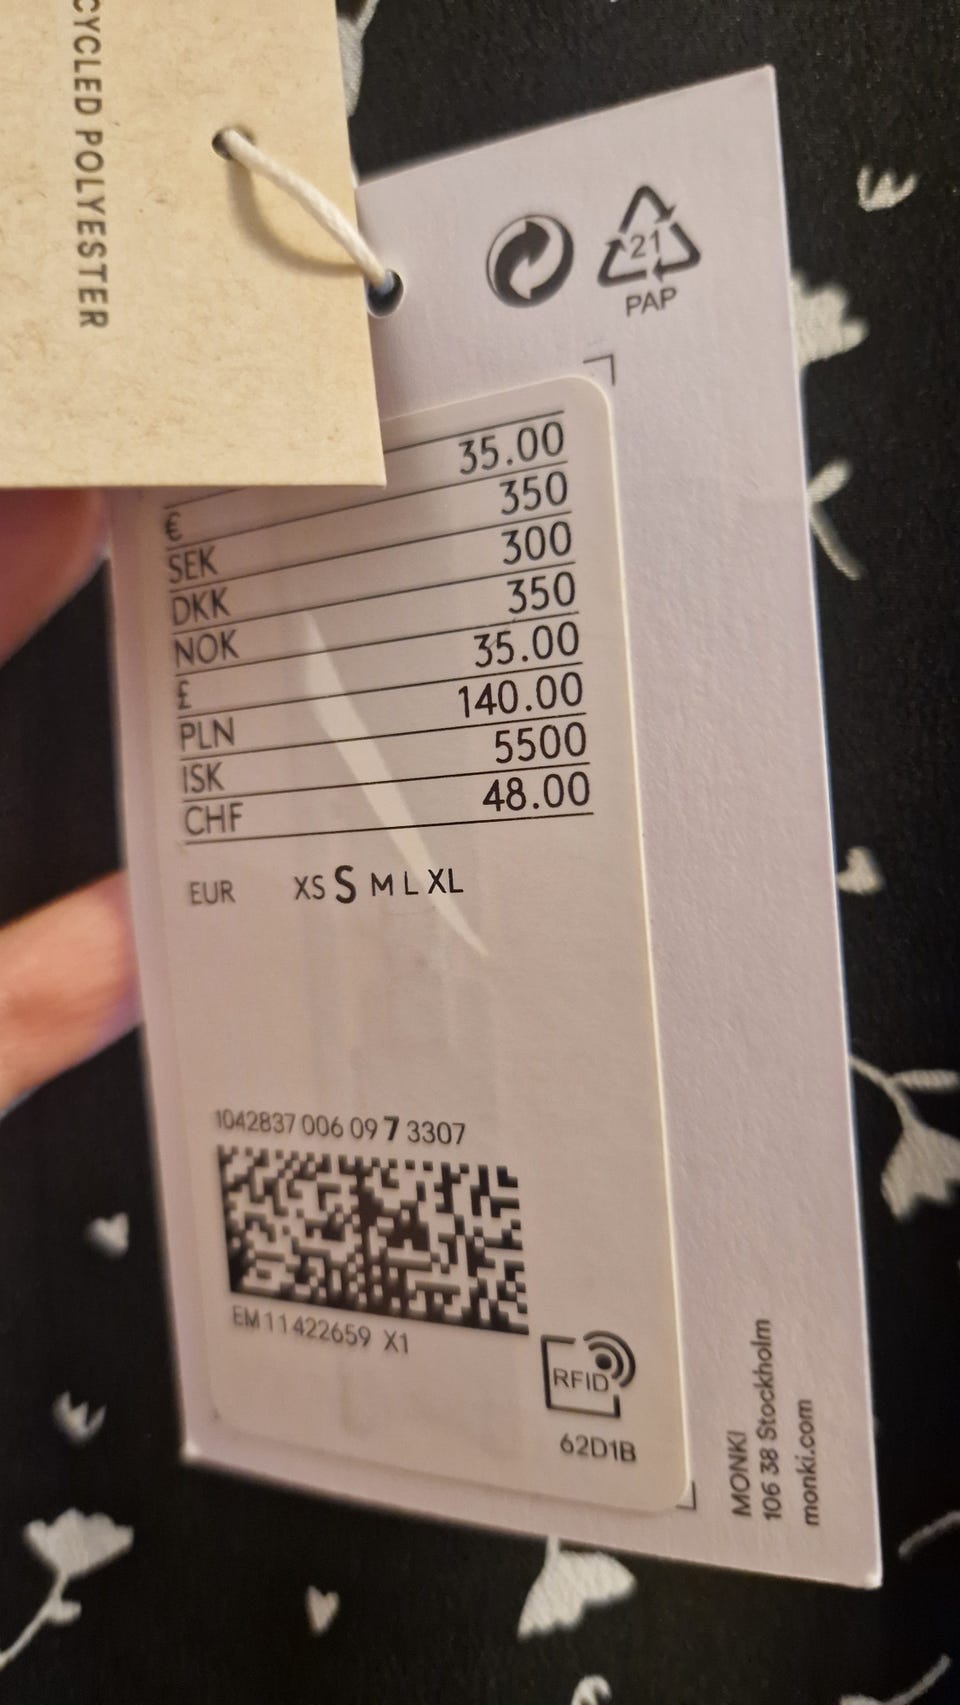 CYCLED POLYESTER
21
PAP
€ 35.00
SEK 350
DKK 300
NOK 350
£ 35.00
PLN 140.00
ISK 5500
CHF 48.00
EUR XS S M L XL
1042837 006 09 7 3307
EM11422659 X1
RFID
62D1B
MONKI
106 38 Stockholm
monki.com